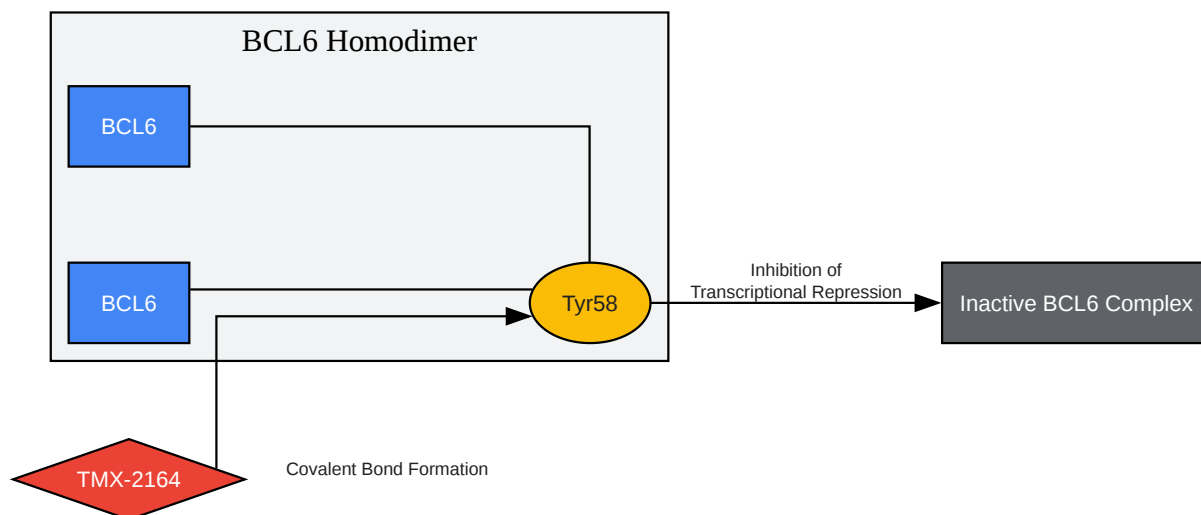 BCL6 Homodimer
BCL6
BCL6
Tyr58
Inhibition of
Transcriptional Repression
Inactive BCL6 Complex
TMX-2164
Covalent Bond Formation